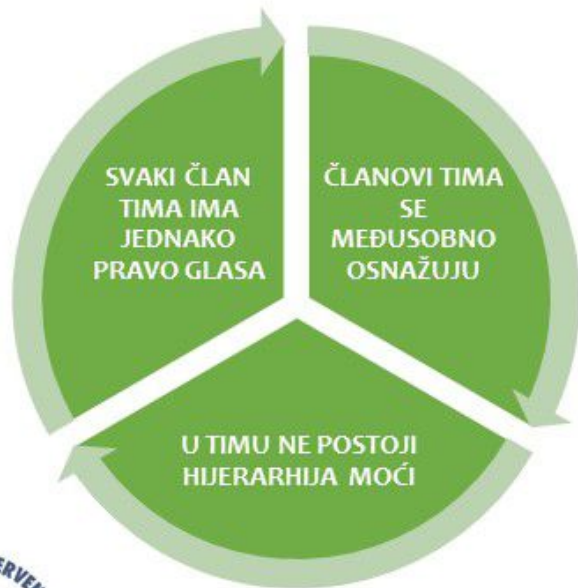 SVAKI ČLAN
TIMA IMA
JEDNAKO
PRAVO GLASA
ČLANOVI TIMA
SE
MEĐUSOBNO
OSNAŽUJU
U TIMU NE POSTOJI
HIJERARHIJA MOĆI